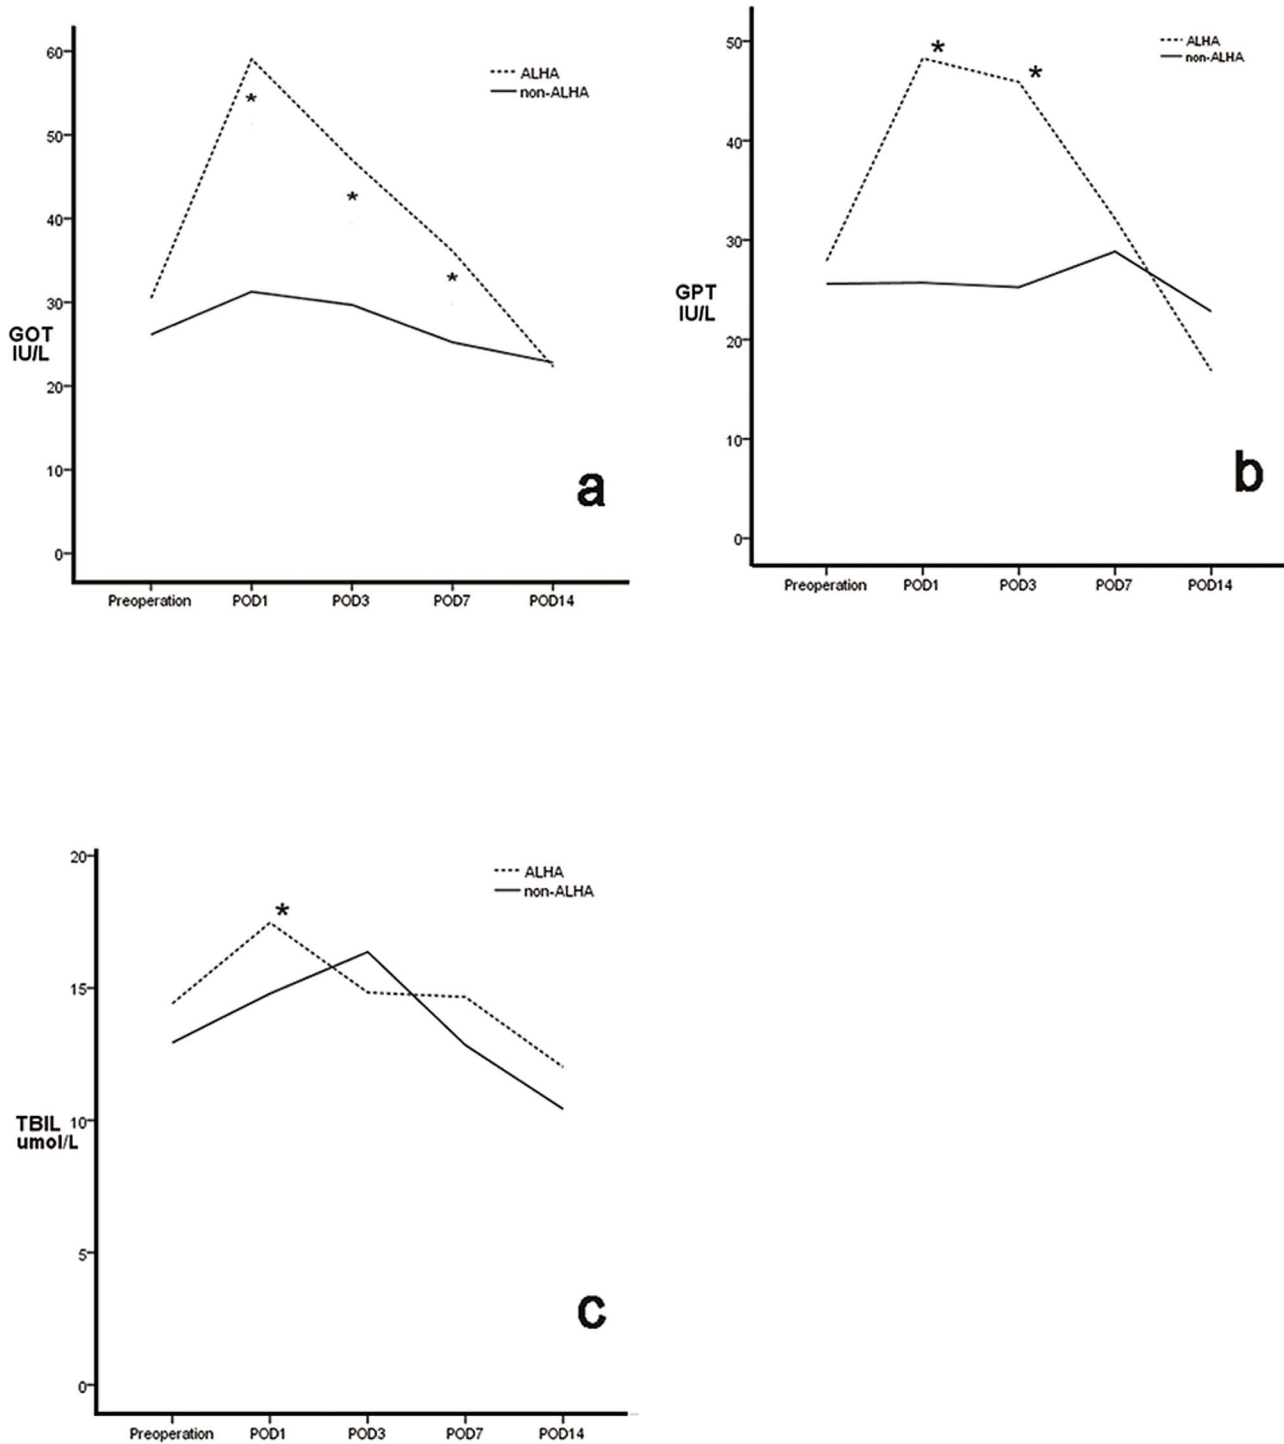 60
50
40
30
20
10
0
GOT
IU/L
ALHA
non-ALHA
*
*
*
a
Preoperation POD1 POD3 POD7 POD14
50
40
30
20
10
0
GPT
IU/L
ALHA
non-ALHA
*
*
b
Preoperation POD1 POD3 POD7 POD14
20
15
10
5
0
TBIL
umol/L
ALHA
non-ALHA
*
c
Preoperation POD1 POD3 POD7 POD14